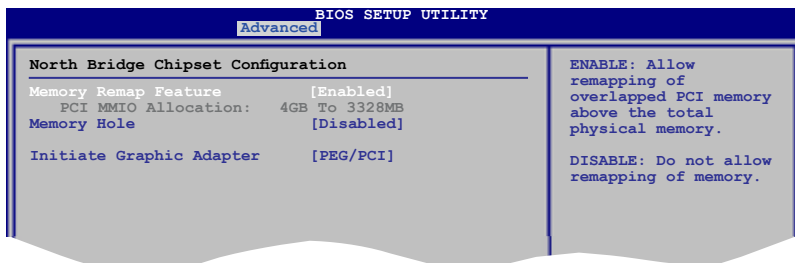 BIOS SETUP UTILITY
Advanced
North Bridge Chipset Configuration
Memory Remap Feature [Enabled]
PCI MMIO Allocation: 4GB To 3328MB
Memory Hole [Disabled]
Initiate Graphic Adapter [PEG/PCI]
ENABLE: Allow
remapping of
overlapped PCI memory
above the total
physical memory.
DISABLE: Do not allow
remapping of memory.